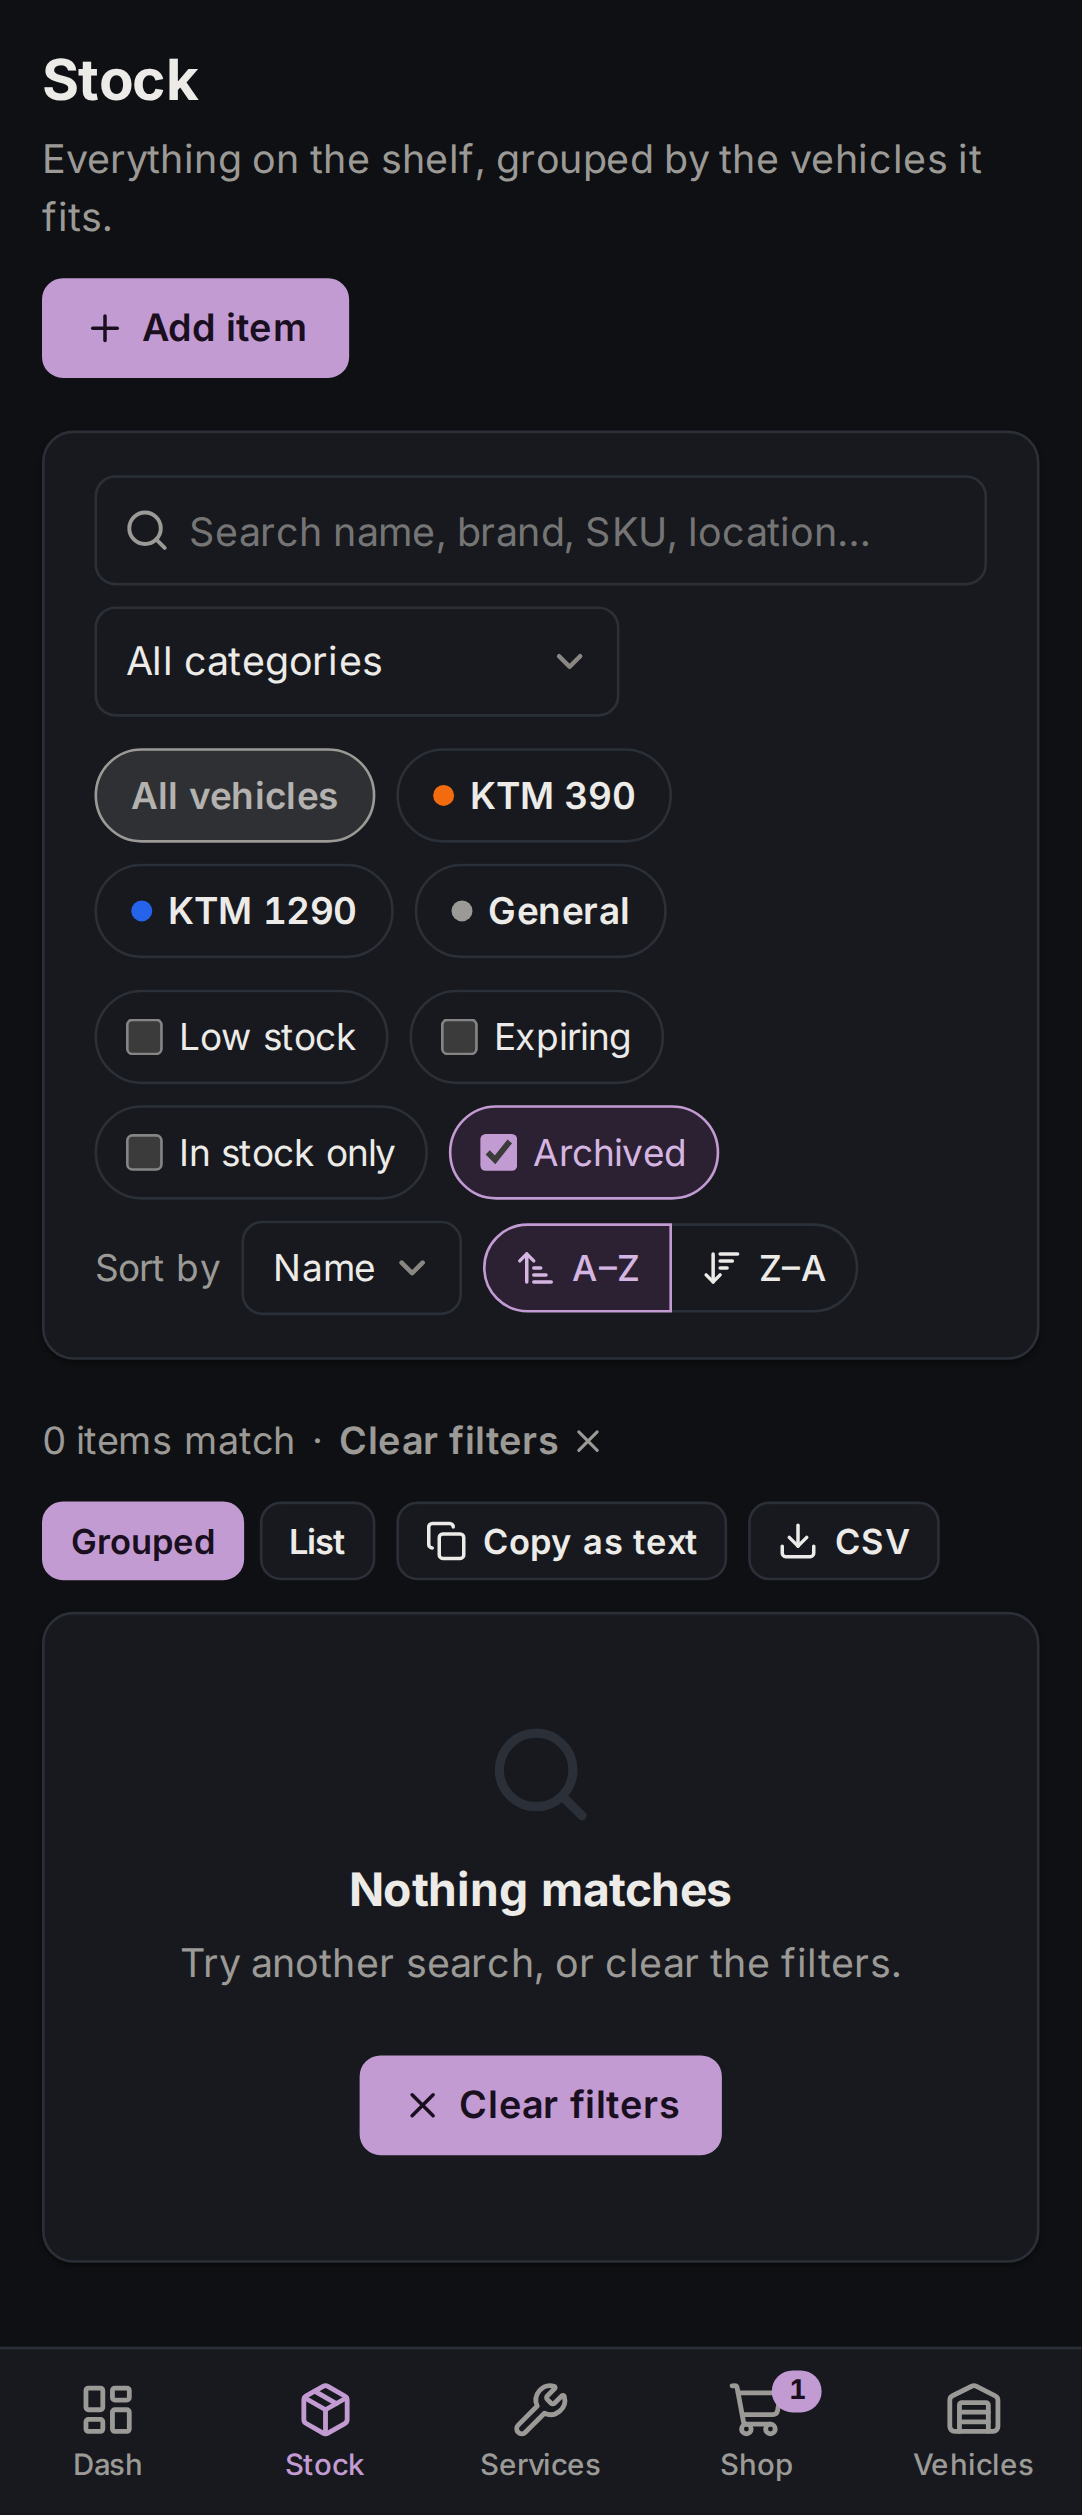 Stock
Everything on the shelf, grouped by the vehicles it
fits.
Add item
Search name, brand, SKU, location...
All categories
All vehicles
KTM 390
KTM 1290
General
Low stock
Expiring
In stock only
Archived
Sort by
Name
A–Z
Z–A
0 items match · Clear filters
Grouped
List
Copy as text
CSV
Nothing matches
Try another search, or clear the filters.
Clear filters
1
Dash
Stock
Services
Shop
Vehicles